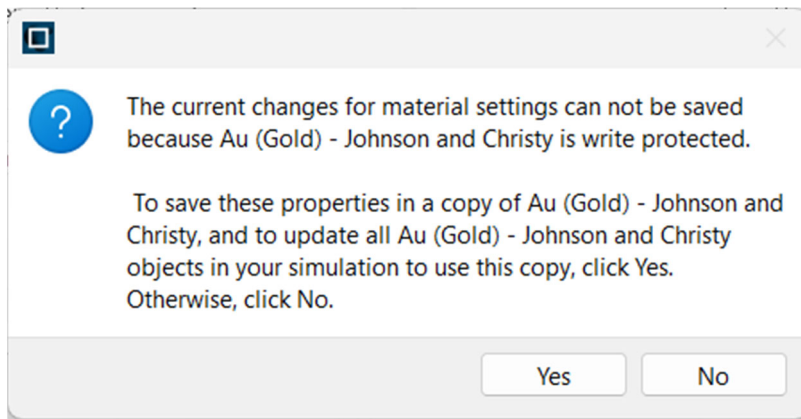 The current changes for material settings can not be saved
because Au (Gold) - Johnson and Christy is write protected.
To save these properties in a copy of Au (Gold) - Johnson and
Christy, and to update all Au (Gold) - Johnson and Christy
objects in your simulation to use this copy, click Yes.
Otherwise, click No.
Yes
No